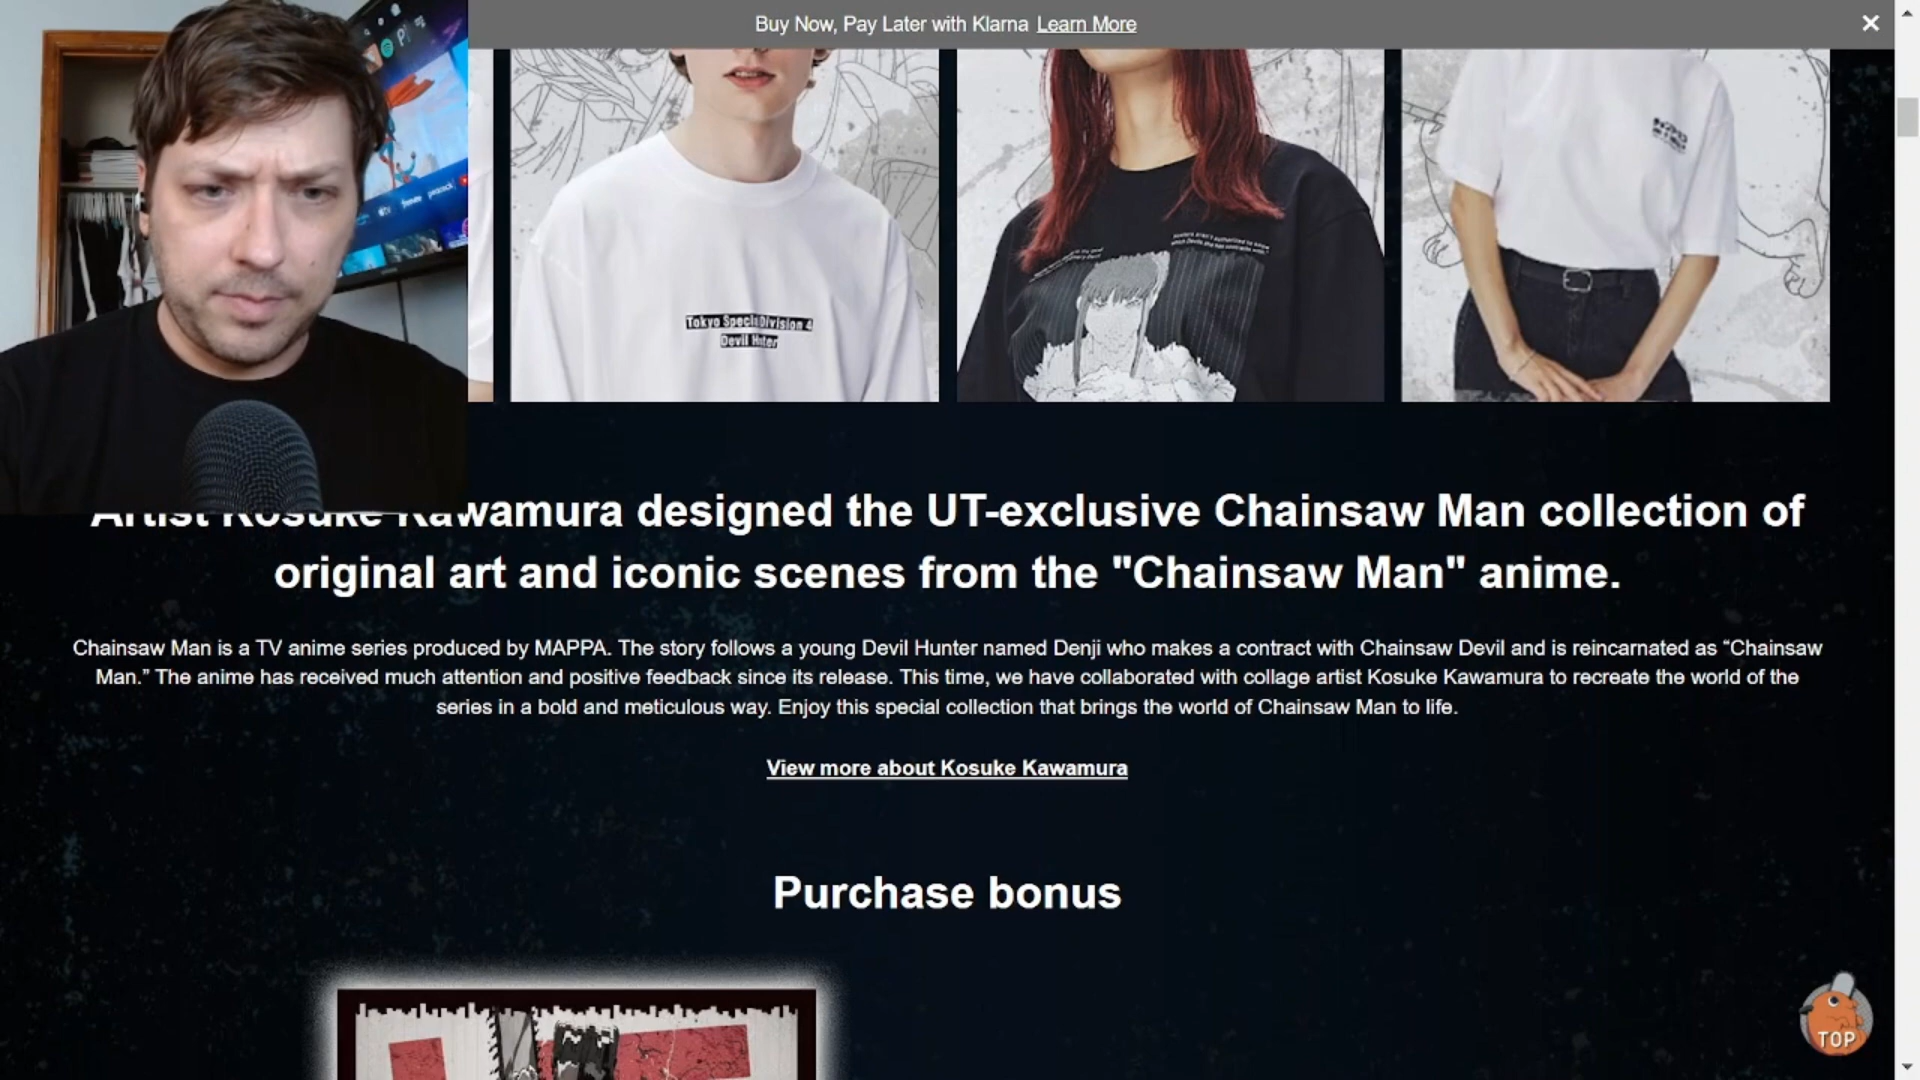 Buy Now, Pay Later with Klarna Learn More
Tokyo Special Division 4
Devil Hunter
Artist Kosuke Kawamura designed the UT-exclusive Chainsaw Man collection of
original art and iconic scenes from the "Chainsaw Man" anime.
Chainsaw Man is a TV anime series produced by MAPPA. The story follows a young Devil Hunter named Denji who makes a contract with Chainsaw Devil and is reincarnated as “Chainsaw
Man.” The anime has received much attention and positive feedback since its release. This time, we have collaborated with collage artist Kosuke Kawamura to recreate the world of the
series in a bold and meticulous way. Enjoy this special collection that brings the world of Chainsaw Man to life.
View more about Kosuke Kawamura
Purchase bonus
TOP